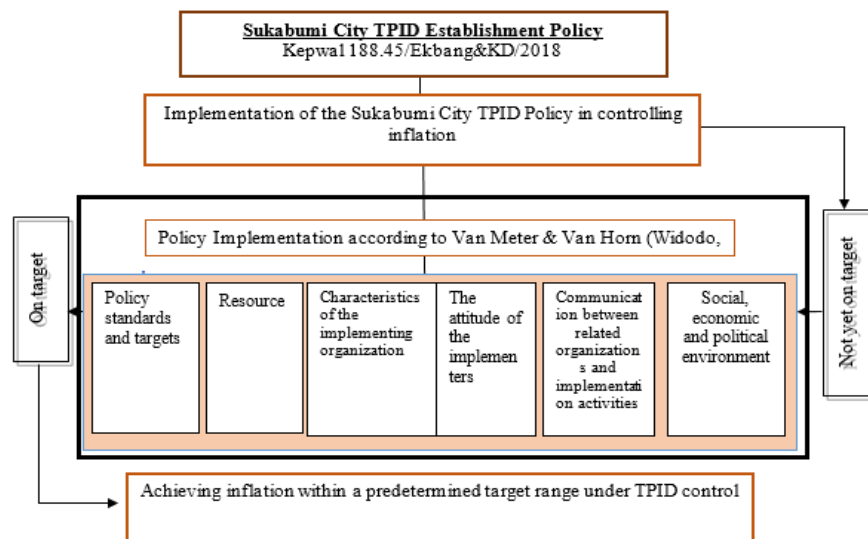 Sukabumi City TPID Establishment Policy
Kepwa1188.45/Ekbang&KD/2018
Implementation of the Sukabumi City TPID Policy in controlling
inflation
On target
Not yet on target
Policy Implementation according to Van Meter & Van Horn (Widodo,
Policy
standards
and targets
Resource
Characteristics
of the
implementing
organization
The
attitude of
the
implemen
ters
Communicat
ion between
related
organization
s and
implementati
on activities
Social,
economic
and political
environment
Achieving inflation within a predetermined target range under TPID control